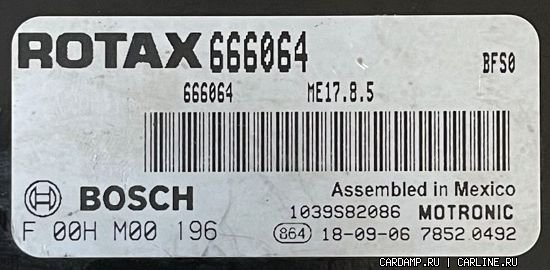 ROTAX 666064
BFS0
666064 ME17.8.5
BOSCH
Assembled in Mexico
1039S82086 MOTRONIC
F 00H M00 196
864 18-09-06 7852 0492
CARDAMP.RU | CARLINE.RU